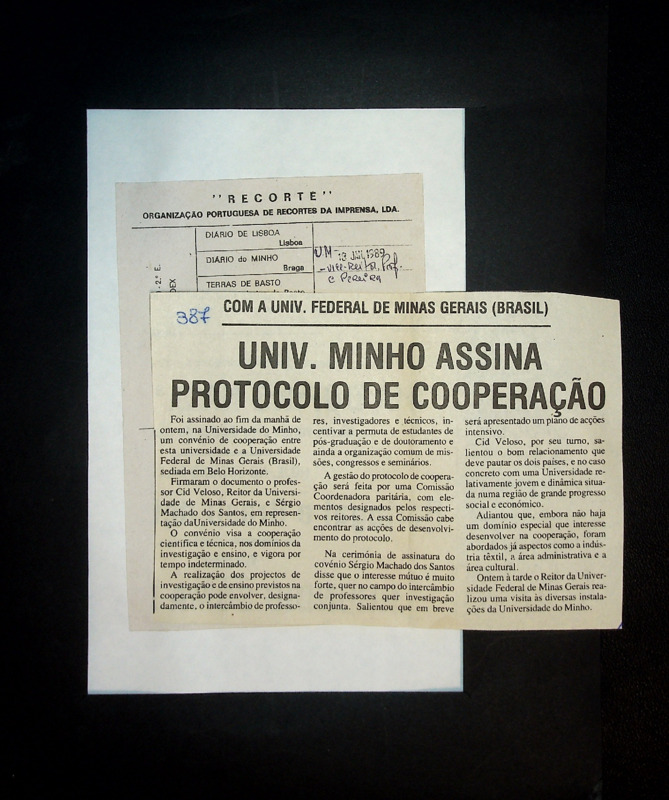 "RECORTE"
ORGANIZAÇÃO PORTUGUESA DE RECORTES DA IMPRENSA, LDA.
DIÁRIO DE LISBOA
Lisboa
DIÁRIO do MINHO
Braga
TERRAS DE BASTO
U.M-
13 JUL 1989
- Vice-Reitor, Prof.
C Pereira
- 2.º E.
387
COM A UNIV. FEDERAL DE MINAS GERAIS (BRASIL)
UNIV. MINHO ASSINA
PROTOCOLO DE COOPERAÇÃO
Foi assinado ao fim da manhã de
ontem, na Universidade do Minho,
um convénio de cooperação entre
esta universidade e a Universidade
Federal de Minas Gerais (Brasil),
sediada em Belo Horizonte.
Firmaram o documento o profes-
sor Cid Veloso, Reitor da Universi-
dade de Minas Gerais, e Sérgio
Machado dos Santos, em represen-
tação daUniversidade do Minho.
O convénio visa a cooperação
científica e técnica, nos domínios da
investigação e ensino, e vigora por
tempo indeterminado.
A realização dos projectos de
investigação e de ensino previstos na
cooperação pode envolver, designa-
damente, o intercâmbio de professo-
res, investigadores e técnicos, in-
centivar a permuta de estudantes de
pós-graduação e de doutoramento e
ainda a organização comum de mis-
sões, congressos e seminários.
A gestão do protocolo de coopera-
ção será feita por uma Comissão
Coordenadora paritária, com ele-
mentos designados pelos respecti-
vos reitores. A essa Comissão cabe
encontrar as acções de desenvolvi-
mento do protocolo.
Na cerimónia de assinatura do
covénio Sérgio Machado dos Santos
disse que o interesse mútuo é muito
forte, quer no campo do intercâmbio
de professores quer investigação
conjunta. Salientou que em breve
será apresentado um plano de acções
intensivo.
Cid Veloso, por seu turno, sa-
lientou o bom relacionamento que
deve pautar os dois países, e no caso
concreto com uma Universidade re-
lativamente jovem e dinâmica situa-
da numa região de grande progresso
social e económico.
Adiantou que, embora não haja
um domínio especial que interesse
desenvolver na cooperação, foram
abordados já aspectos como a indús-
tria têxtil, a área administrativa e a
área cultural.
Ontem à tarde o Reitor da Univer-
sidade Federal de Minas Gerais rea-
lizou uma visita às diversas instala-
ções da Universidade do Minho.